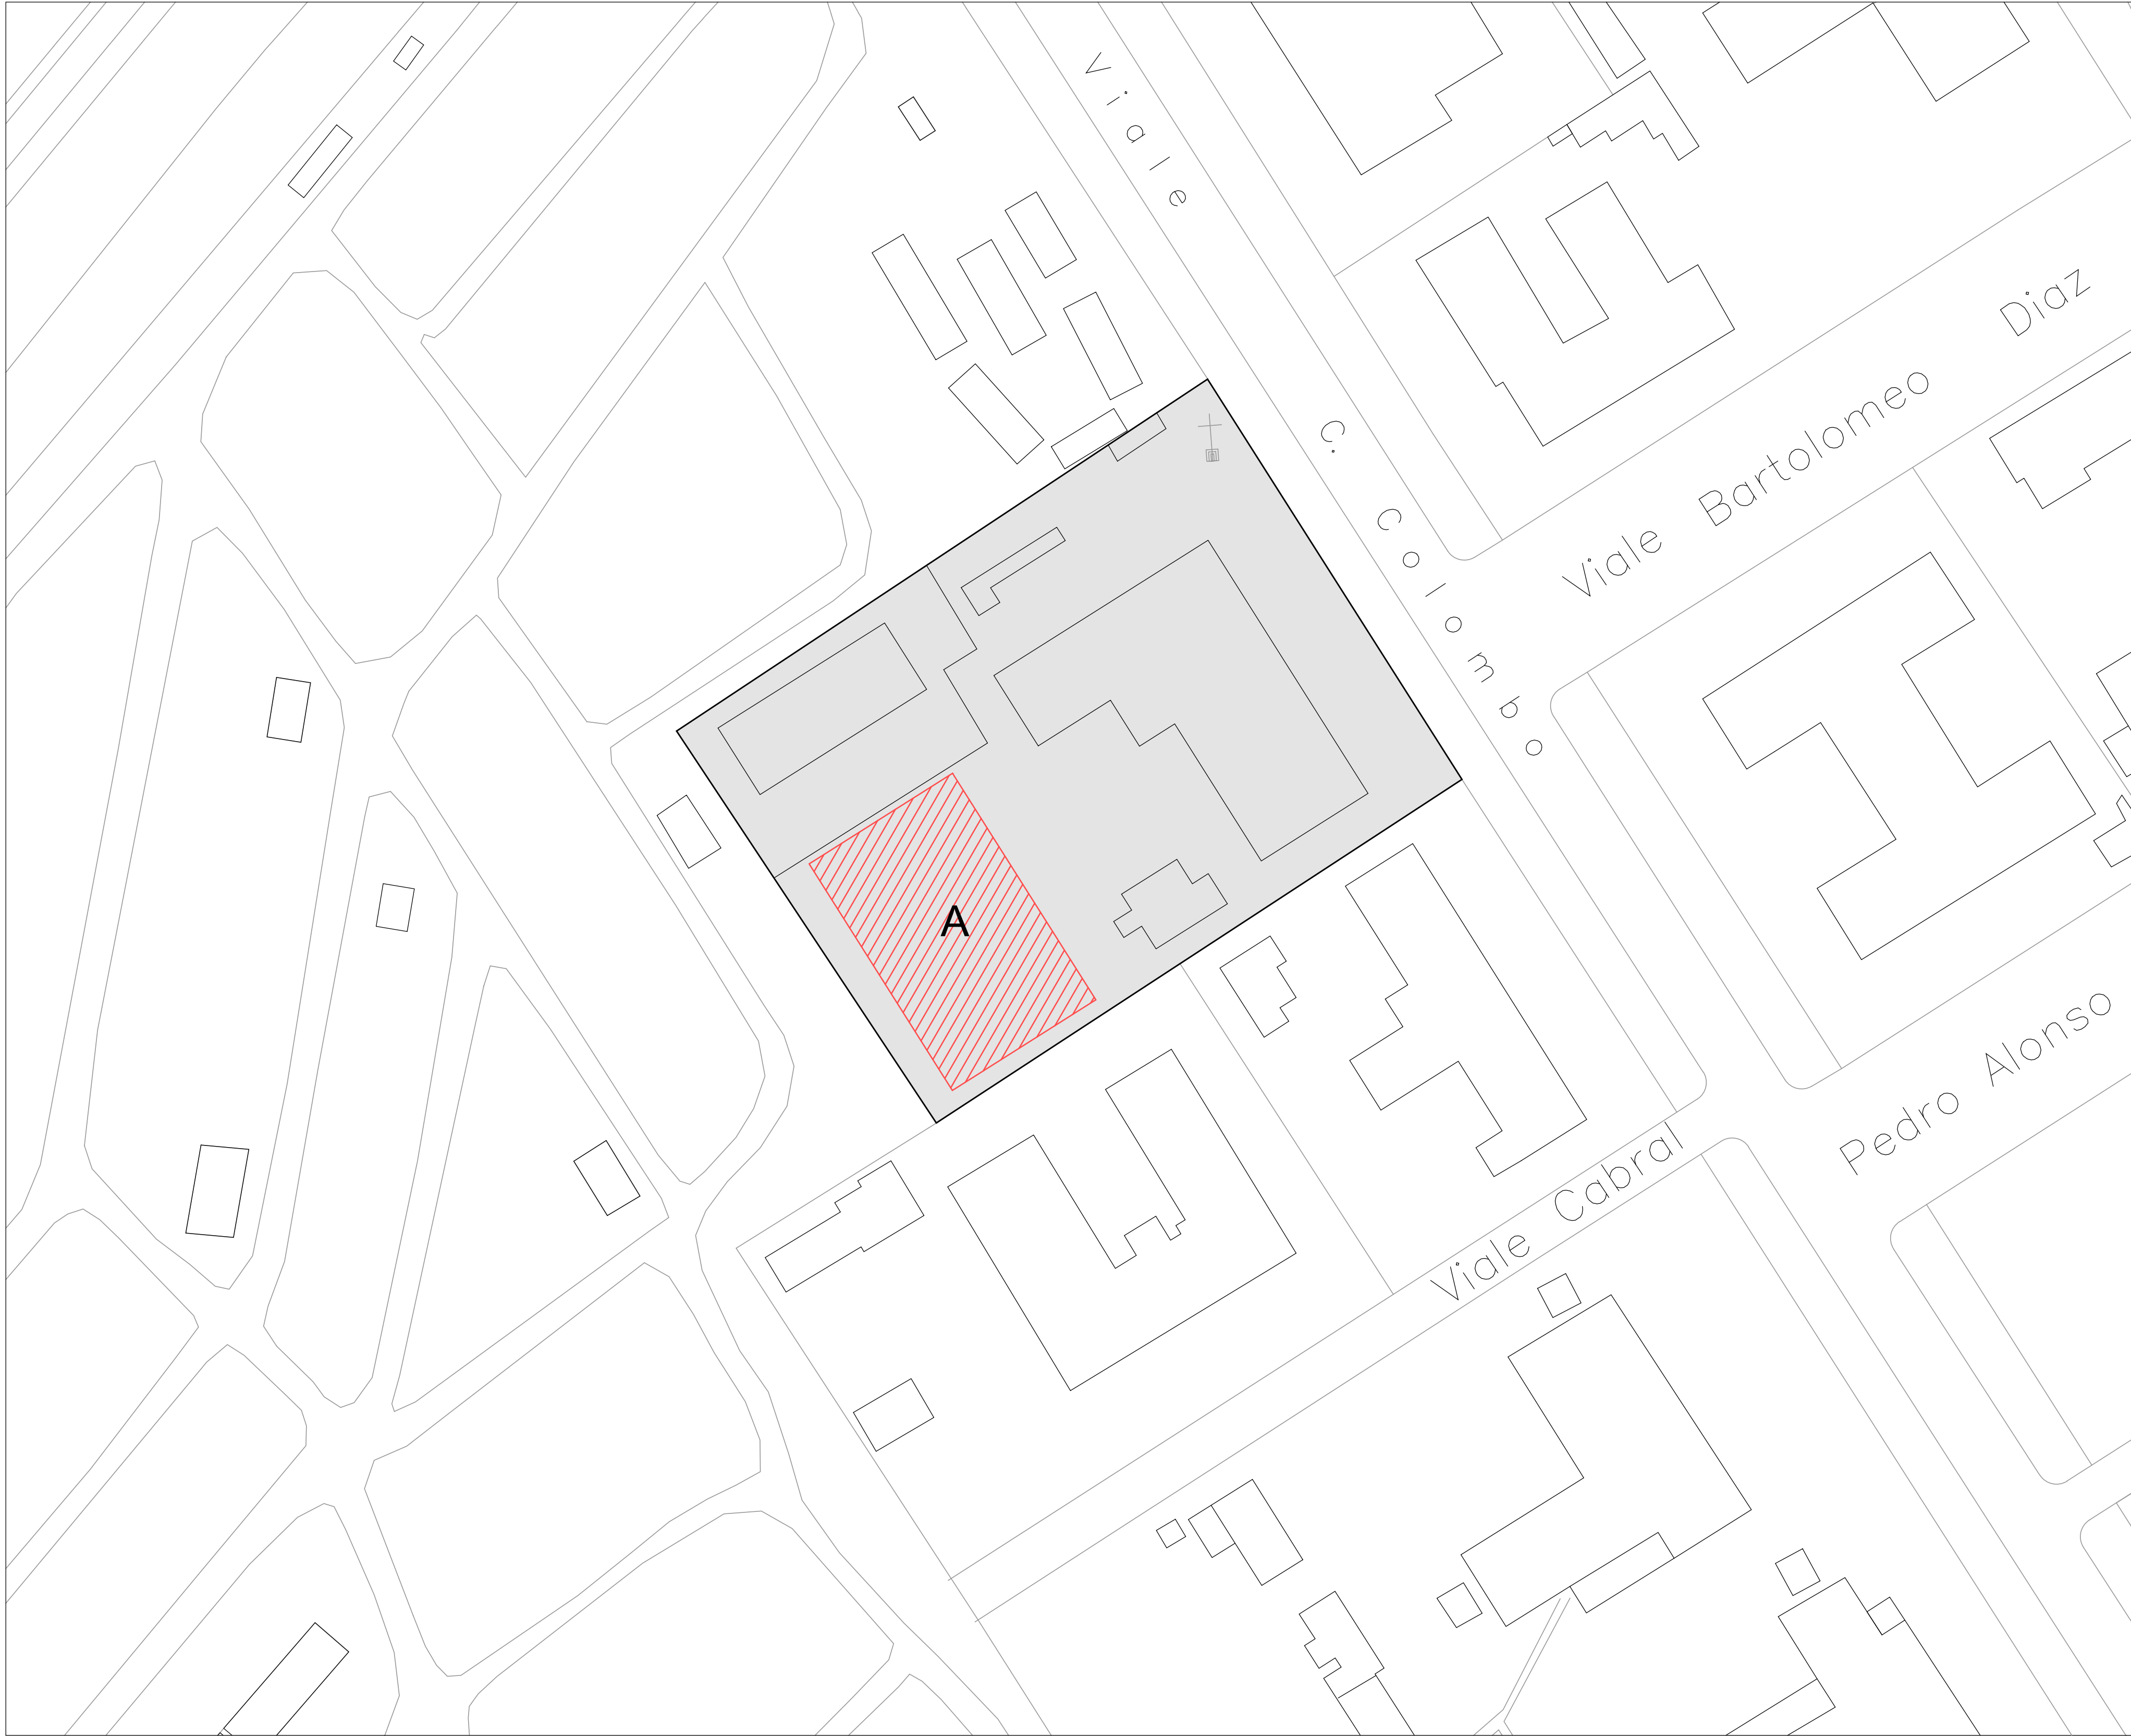 Viale C. Colombo
Viale Bartolomeo Diaz
A
Pedro Alonso
Viale Cabral